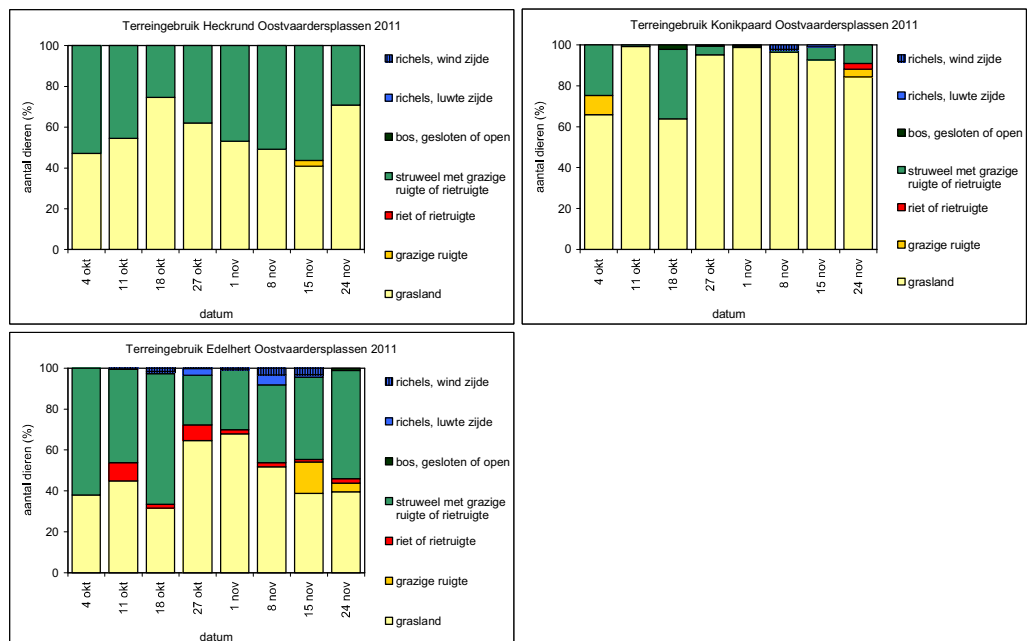 Terreingebruik Heckrund Oostvaardersplassen 2011
aantal dieren (%)
100
80
60
40
20
0
4 okt
11 okt
18 okt
27 okt
1 nov
8 nov
15 nov
24 nov
datum
richels, wind zijde
richels, luwte zijde
bos, gesloten of open
struweel met grazige
ruigte of rietruigte
riet of rietruigte
grazige ruigte
grasland
Terreingebruik Konikpaard Oostvaardersplassen 2011
aantal dieren (%)
100
80
60
40
20
0
4 okt
11 okt
18 okt
27 okt
1 nov
8 nov
15 nov
24 nov
datum
richels, wind zijde
richels, luwte zijde
bos, gesloten of open
struweel met grazige
ruigte of rietruigte
riet of rietruigte
grazige ruigte
grasland
Terreingebruik Edelhert Oostvaardersplassen 2011
aantal dieren (%)
100
80
60
40
20
0
4 okt
11 okt
18 okt
27 okt
1 nov
8 nov
15 nov
24 nov
datum
richels, wind zijde
richels, luwte zijde
bos, gesloten of open
struweel met grazige
ruigte of rietruigte
riet of rietruigte
grazige ruigte
grasland